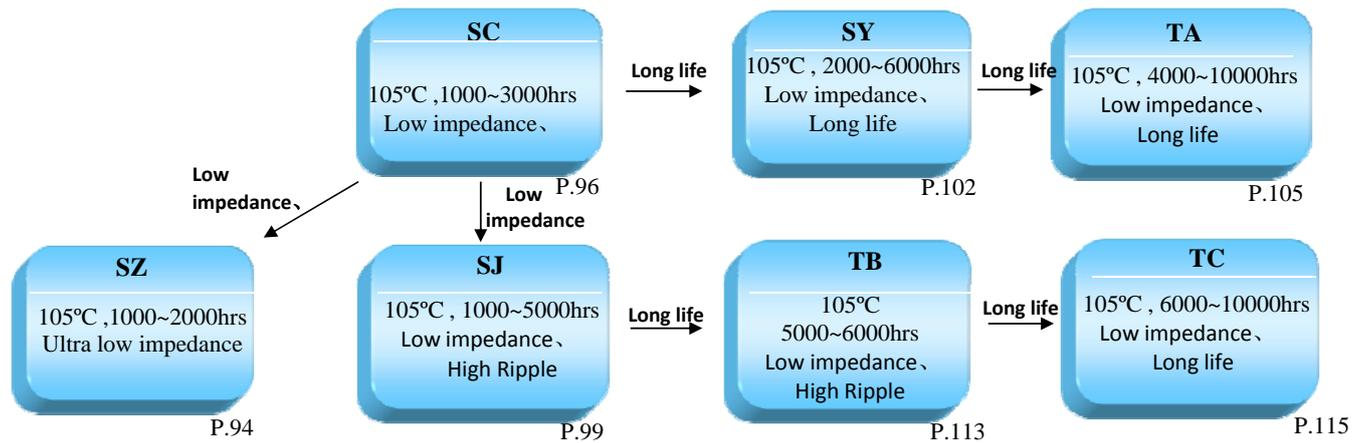 SC
105ºC ,1000~3000hrs
Low impedance、
P.96
Long life
SY
105ºC , 2000~6000hrs
Low impedance、
Long life
P.102
Long life
TA
105ºC , 4000~10000hrs
Low impedance、
Long life
P.105
Low
impedance、
Low
impedance
SZ
105ºC ,1000~2000hrs
Ultra low impedance
P.94
SJ
105ºC , 1000~5000hrs
Low impedance、
High Ripple
P.99
Long life
TB
105ºC
5000~6000hrs
Low impedance、
High Ripple
P.113
Long life
TC
105ºC , 6000~10000hrs
Low impedance、
Long life
P.115